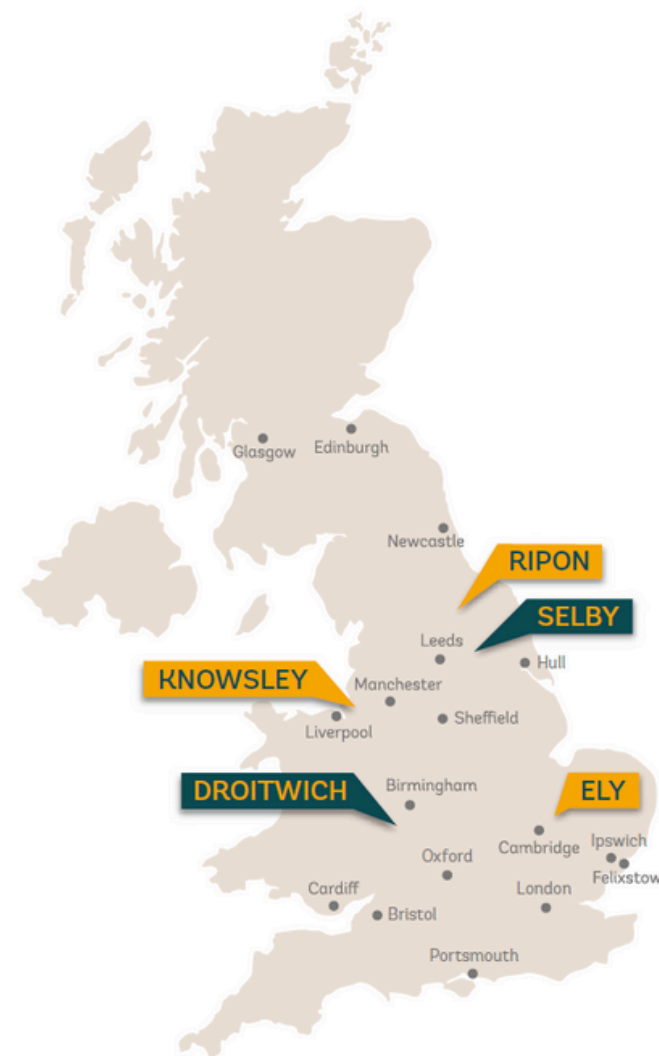 Glasgow
Edinburgh
Newcastle
RIPON
SELBY
Leeds
Hull
KNOWSLEY
Manchester
Liverpool
Sheffield
DROITWICH
Birmingham
ELY
Cambridge
Ipswich
Felixstow
Oxford
Cardiff
London
Bristol
Portsmouth